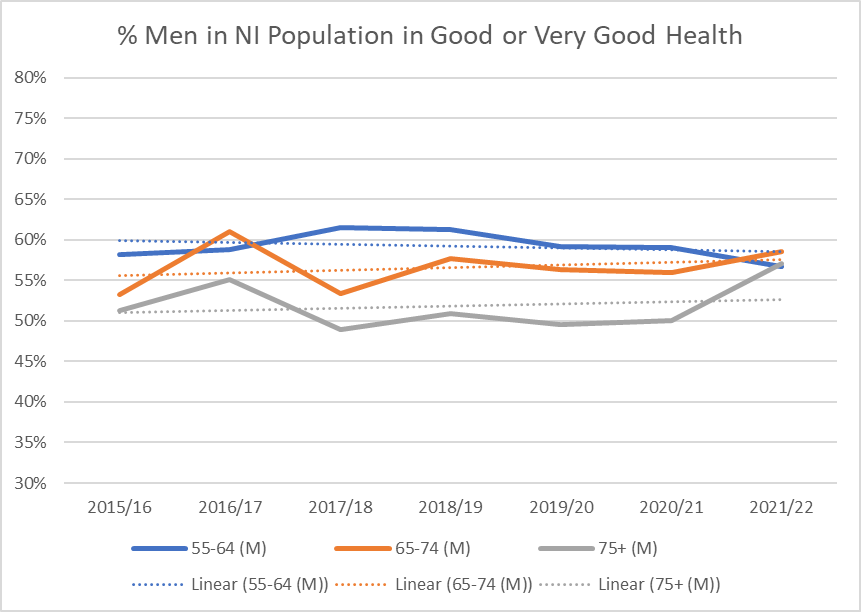 % Men in NI Population in Good or Very Good Health
80%
75%
70%
65%
60%
55%
50%
45%
40%
35%
30%
2015/16 2016/17 2017/18 2018/19 2019/20 2020/21 2021/22
55-64 (M) 65-74 (M) 75+ (M)
Linear (55-64 (M)) Linear (65-74 (M)) Linear (75+ (M))